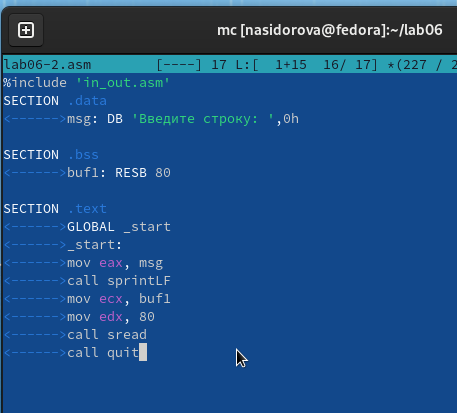 mc [nasidorova@fedora]:~/lab06
lab06-2.asm [----] 17 L:[ 1+15 16/ 17] *(227 / 2
%include 'in_out.asm'
SECTION .data
<------>msg: DB 'Введите строку: ',0h
SECTION .bss
<------>buf1: RESB 80
SECTION .text
<------>GLOBAL _start
<------>_start:
<------>mov eax, msg
<------>call sprintLF
<------>mov ecx, buf1
<------>mov edx, 80
<------>call sread
<------>call quit